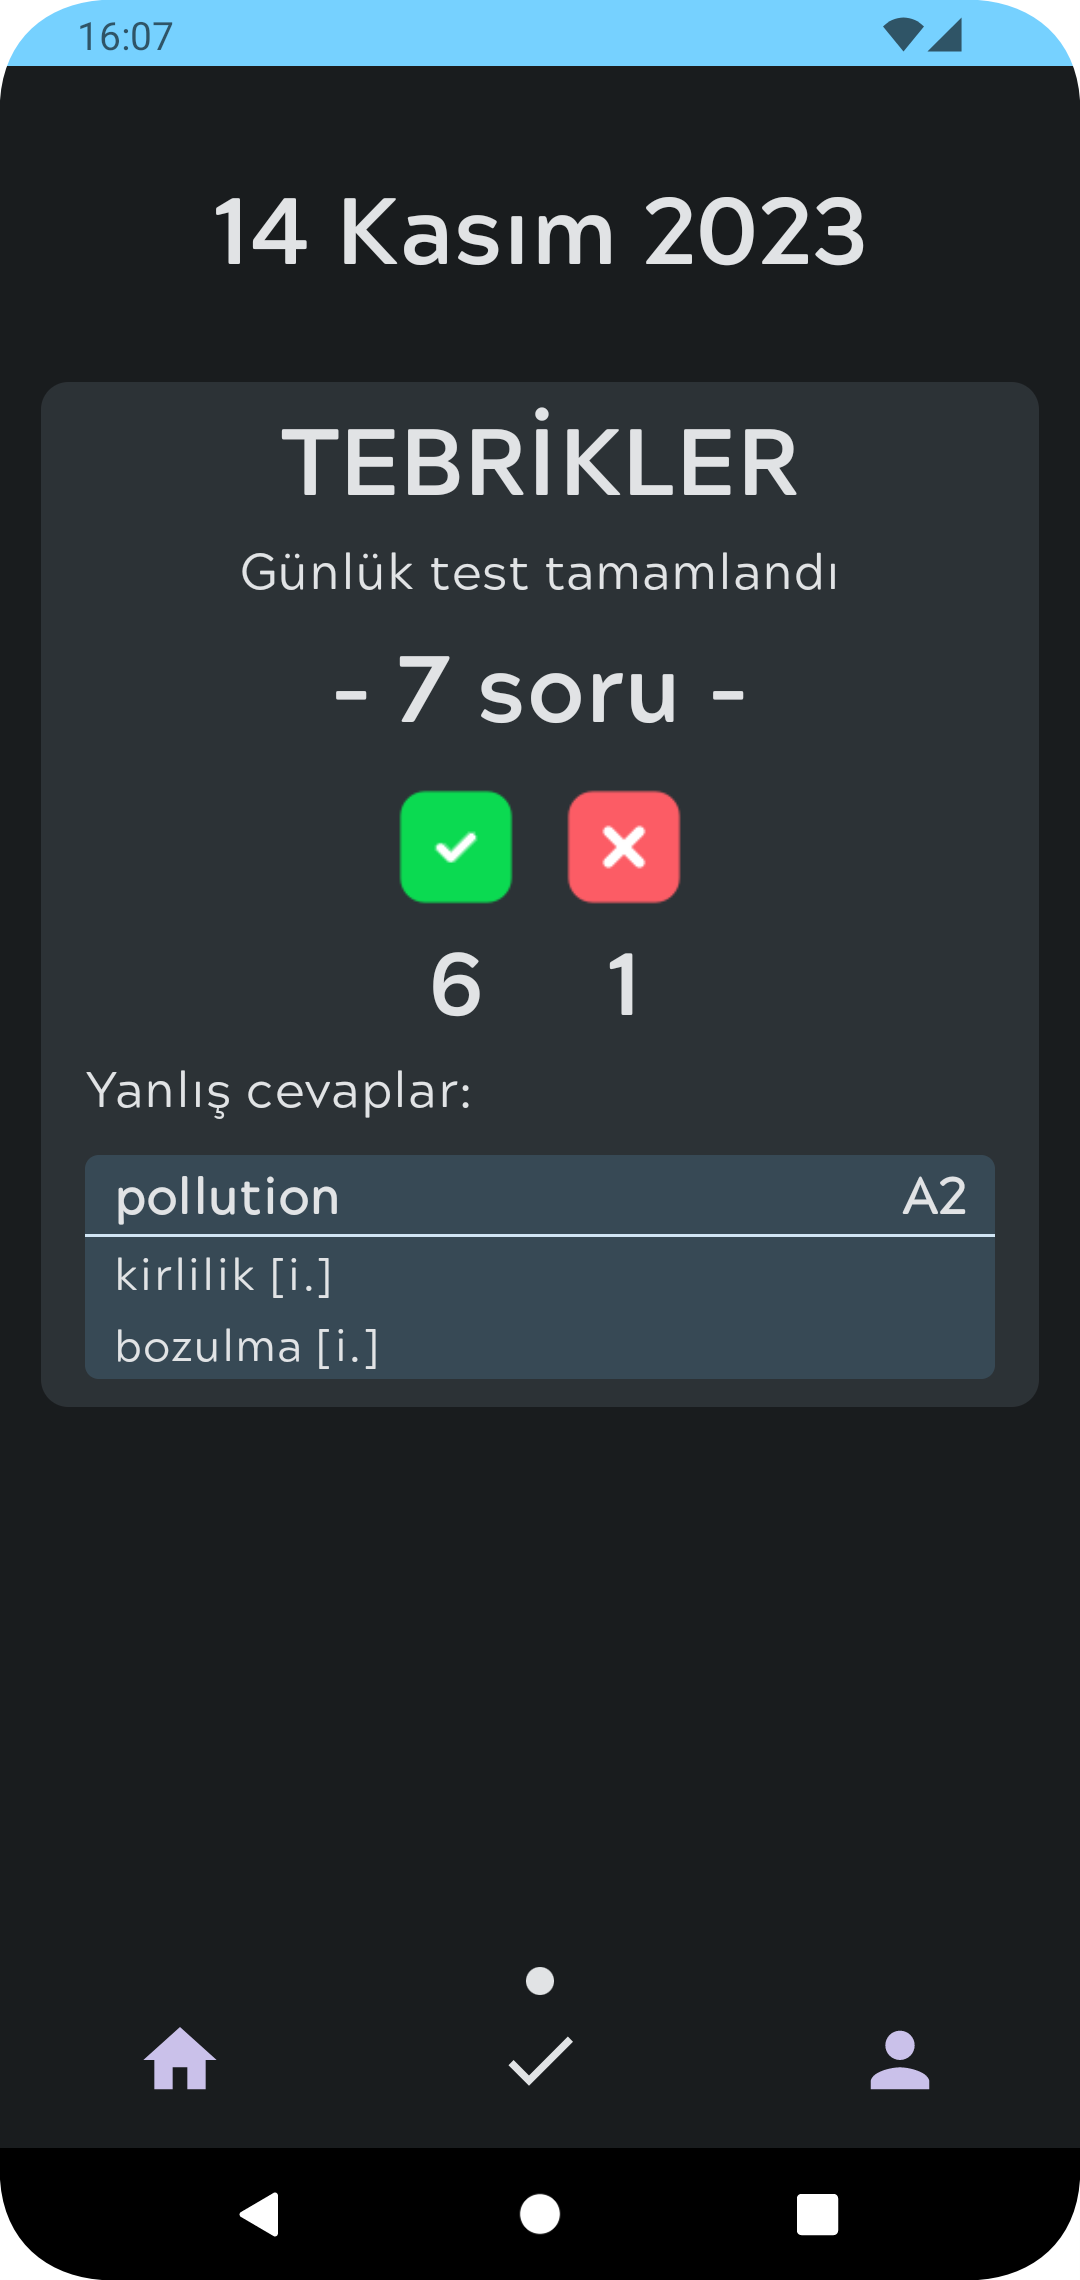 16:07
14 Kasım 2023
TEBRİKLER
Günlük test tamamlandı
- 7 soru -
6 1
Yanlış cevaplar:
pollution A2
kirlilik [i.]
bozulma [i.]